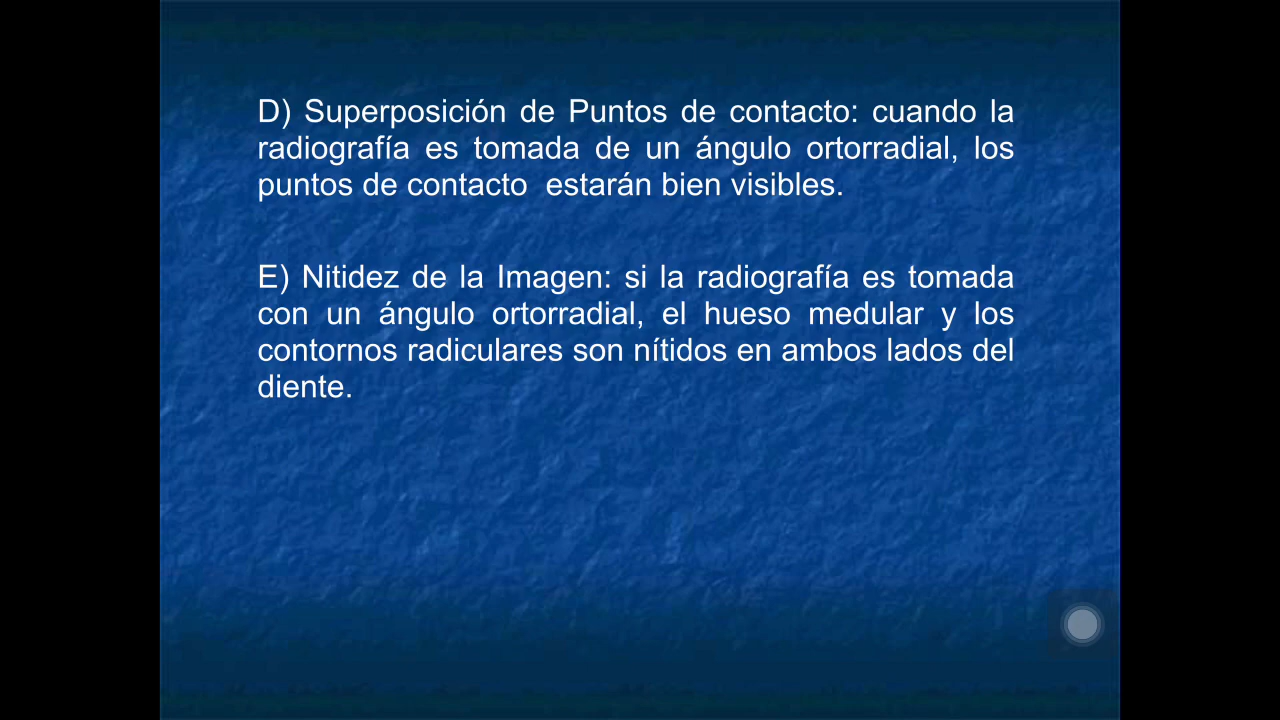 D) Superposición de Puntos de contacto: cuando la
radiografía es tomada de un ángulo ortorradial, los
puntos de contacto  estarán bien visibles.
E) Nitidez de la Imagen: si la radiografía es tomada
con un ángulo ortorradial, el hueso medular y los
contornos radiculares son nítidos en ambos lados del
diente.